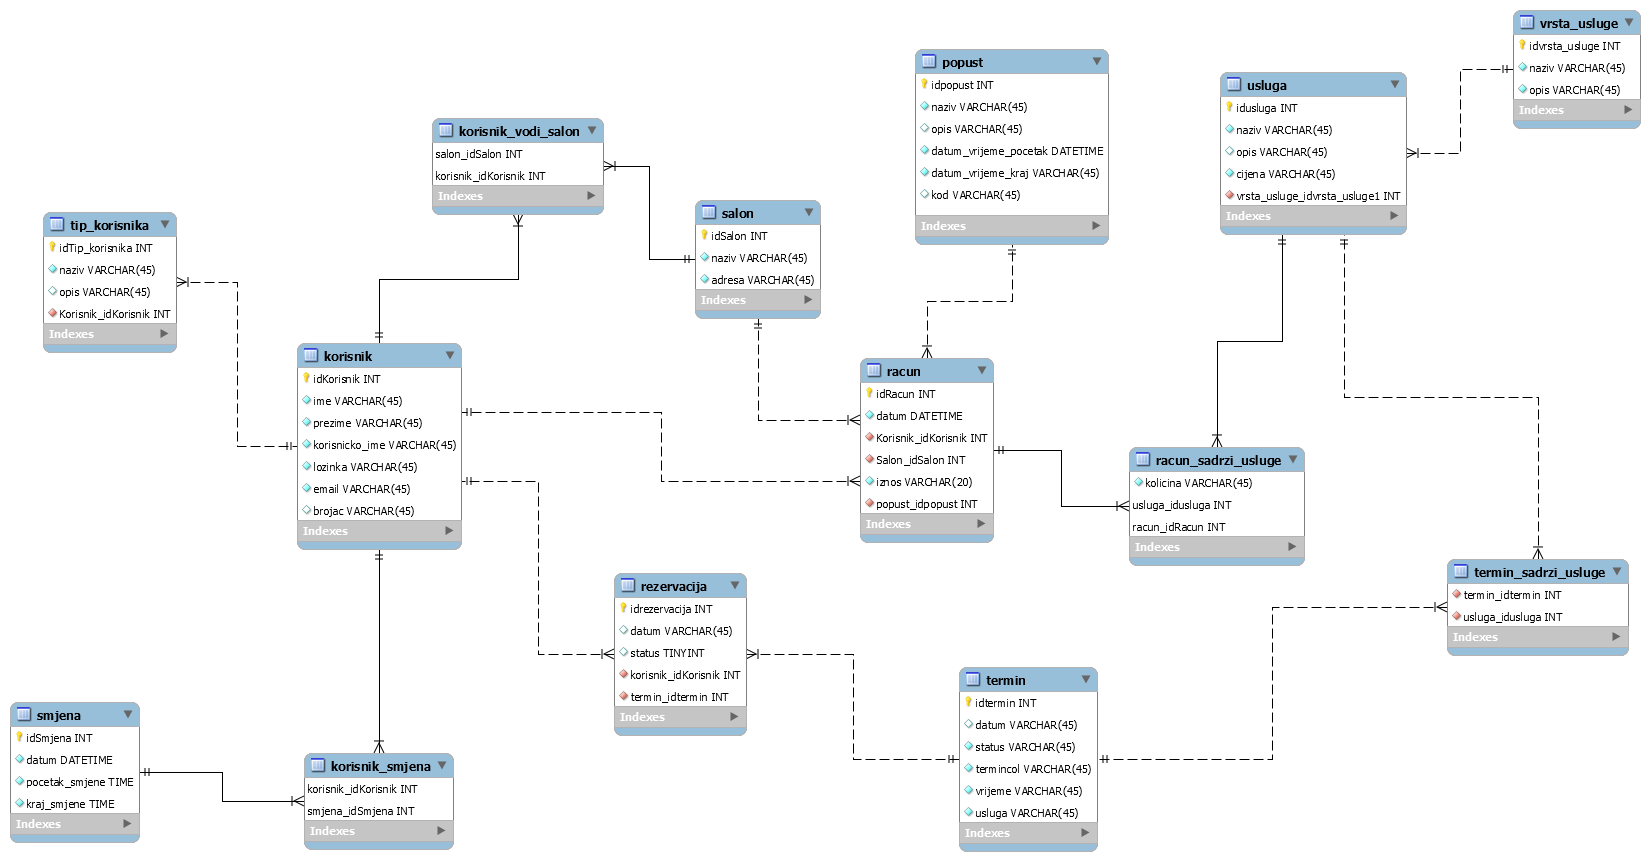 vrsta_usluge
idvrsta_usluge INT
naziv VARCHAR(45)
opis VARCHAR(45)
Indexes
popust
idpopust INT
naziv VARCHAR(45)
opis VARCHAR(45)
datum_vrijeme_pocetak DATETIME
datum_vrijeme_kraj VARCHAR(45)
kod VARCHAR(45)
Indexes
usluga
idusluga INT
naziv VARCHAR(45)
opis VARCHAR(45)
cijena VARCHAR(45)
vrsta_usluge_idvrsta_usluge1 INT
Indexes
korisnik_vodi_salon
salon_idSalon INT
korisnik_idKorisnik INT
Indexes
salon
idSalon INT
naziv VARCHAR(45)
adresa VARCHAR(45)
Indexes
tip_korisnika
idTip_korisnika INT
naziv VARCHAR(45)
opis VARCHAR(45)
Korisnik_idKorisnik INT
Indexes
korisnik
idKorisnik INT
ime VARCHAR(45)
prezime VARCHAR(45)
korisnicko_ime VARCHAR(45)
lozinka VARCHAR(45)
email VARCHAR(45)
brojac VARCHAR(45)
Indexes
racun
idRacun INT
datum DATETIME
Korisnik_idKorisnik INT
Salon_idSalon INT
iznos VARCHAR(20)
popust_idpopust INT
Indexes
racun_sadrzi_usluge
kolicina VARCHAR(45)
usluga_idusluga INT
racun_idRacun INT
Indexes
termin_sadrzi_usluge
termin_idtermin INT
usluga_idusluga INT
Indexes
rezervacija
idrezervacija INT
datum VARCHAR(45)
status TINYINT
korisnik_idKorisnik INT
termin_idtermin INT
Indexes
termin
idtermin INT
datum VARCHAR(45)
status VARCHAR(45)
termincol VARCHAR(45)
vrijeme VARCHAR(45)
usluga VARCHAR(45)
Indexes
smjena
idSmjena INT
datum DATETIME
pocetak_smjene TIME
kraj_smjene TIME
Indexes
korisnik_smjena
korisnik_idKorisnik INT
smjena_idSmjena INT
Indexes